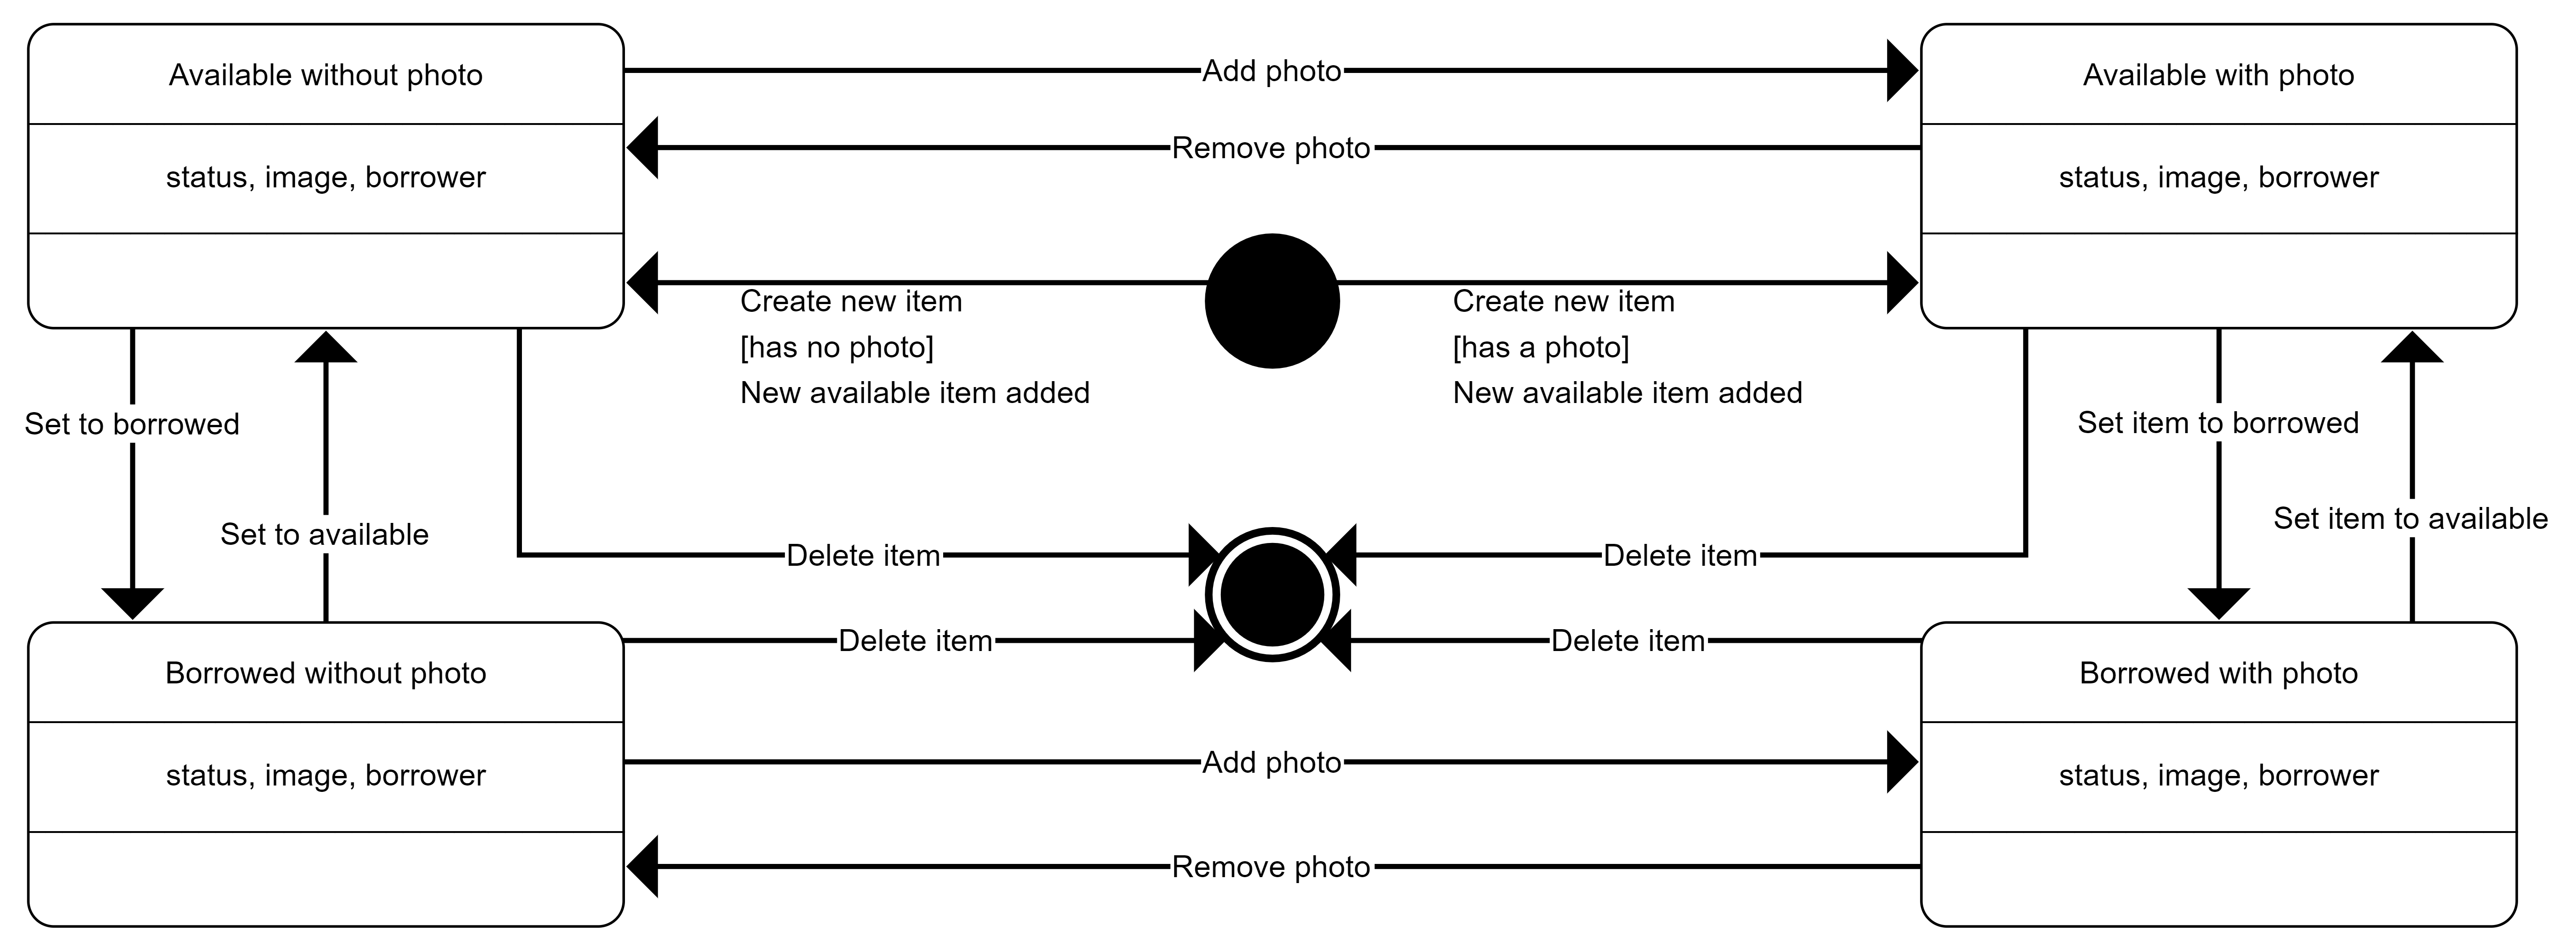 Available without photo
status, image, borrower
Add photo
Remove photo
Available with photo
status, image, borrower
Create new item
[has no photo]
New available item added
Create new item
[has a photo]
New available item added
Set to borrowed
Set to available
Set item to borrowed
Set item to available
Delete item
Delete item
Delete item
Delete item
Borrowed without photo
status, image, borrower
Add photo
Remove photo
Borrowed with photo
status, image, borrower